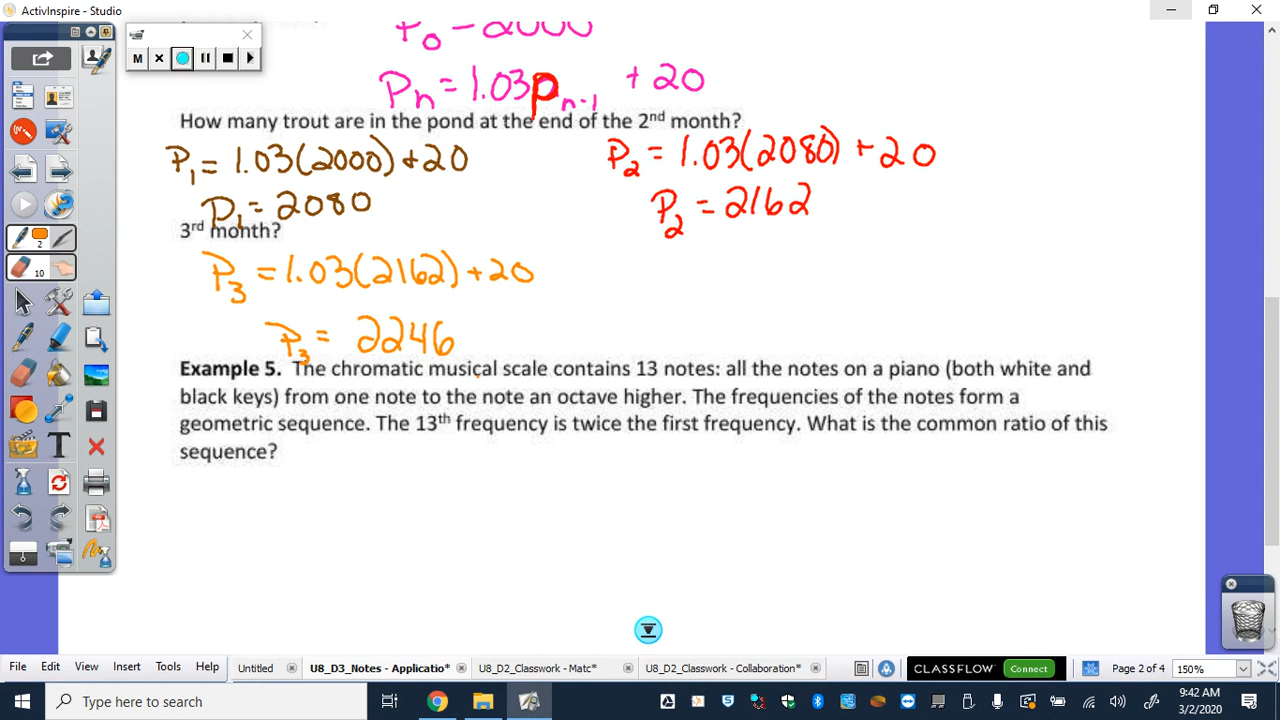 ActivInspire - Studio
P0 = 2000
M
Pn = 1.03pn-1 + 20
How many trout are in the pond at the end of the 2nd month?
P1 = 1.03(2000) + 20
P2 = 1.03(2080) + 20
P1 = 2080
P2 = 2162
3rd month?
2
10
P3 = 1.03(2162) + 20
P3 = 2246
Example 5. The chromatic musical scale contains 13 notes: all the notes on a piano (both white and
black keys) from one note to the note an octave higher. The frequencies of the notes form a
geometric sequence. The 13th frequency is twice the first frequency. What is the common ratio of this
sequence?
File Edit View Insert Tools Help Untitled U8_D3_Notes - Applicatio* U8_D2_Classwork - Matc* U8_D2_Classwork - Collaboration* CLASSFLOW Connect Page 2 of 4 150%
Type here to search
9:42 AM
3/2/2020